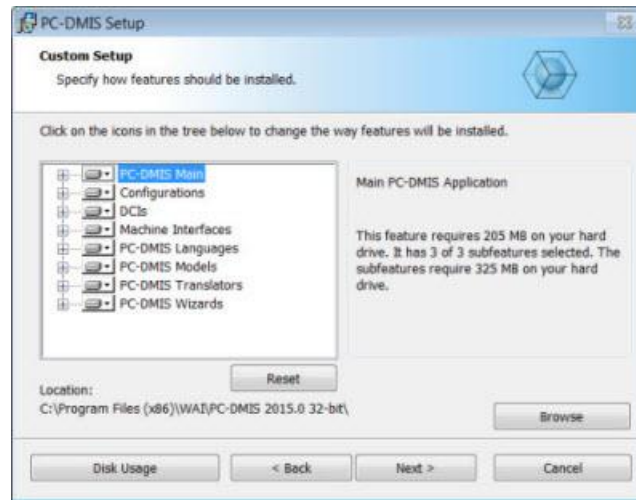 PC-DMIS Setup
Custom Setup
Specify how features should be installed.
Click on the icons in the tree below to change the way features will be installed.
PC-DMIS Main
Configurations
DCIs
Machine Interfaces
PC-DMIS Languages
PC-DMIS Models
PC-DMIS Translators
PC-DMIS Wizards
Main PC-DMIS Application
This feature requires 205 MB on your hard
drive. It has 3 of 3 subfeatures selected. The
subfeatures require 325 MB on your hard
drive.
Reset
Location:
C:\Program Files (x86)\WAI\PC-DMIS 2015.0 32-bit\
Browse
Disk Usage
< Back
Next >
Cancel